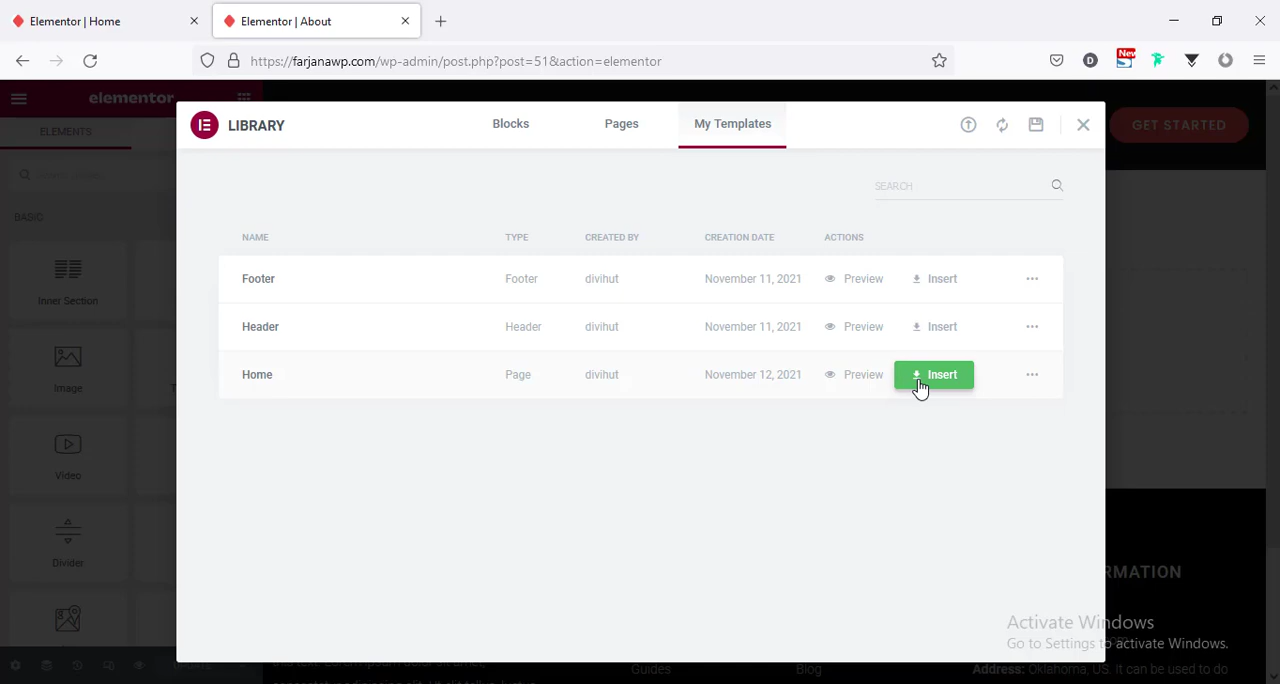 Elementor | Home
Elementor | About
https://farjanawp.com/wp-admin/post.php?post=51&action=elementor
New
D
elementor
ELEMENTS
BASIC
Inner Section
Image
Video
Divider
LIBRARY
Blocks
Pages
My Templates
SEARCH
NAME TYPE CREATED BY CREATION DATE ACTIONS
Footer Footer divihut November 11, 2021 Preview Insert
Header Header divihut November 11, 2021 Preview Insert
Home Page divihut November 12, 2021 Preview Insert
GET STARTED
RMATION
Activate Windows
Go to Settings to activate Windows.
Guides
Blog
Address: Oklahoma, US. It can be used to do
UPDATE